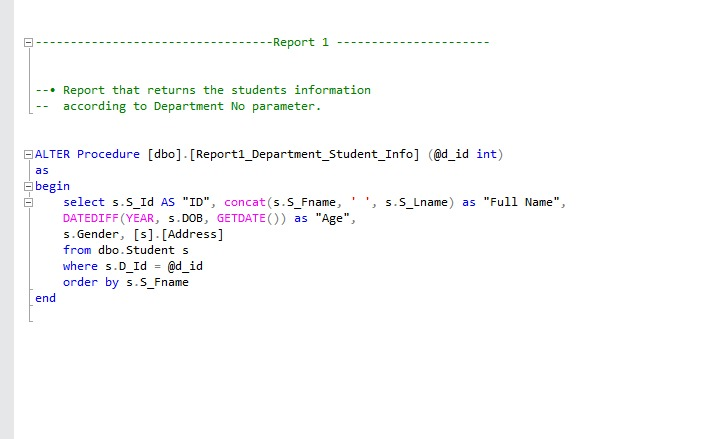 ---------------------------------Report 1 ----------------------
--• Report that returns the students information
--  according to Department No parameter.
ALTER Procedure [dbo].[Report1_Department_Student_Info] (@d_id int)
as
begin
    select s.S_Id AS "ID", concat(s.S_Fname, ' ', s.S_Lname) as "Full Name",
    DATEDIFF(YEAR, s.DOB, GETDATE()) as "Age",
    s.Gender, [s].[Address]
    from dbo.Student s
    where s.D_Id = @d_id
    order by s.S_Fname
end